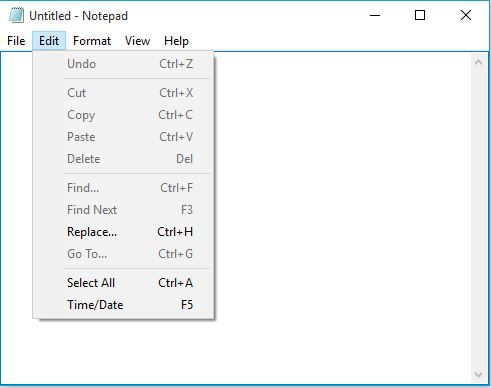 Untitled - Notepad
File Edit Format View Help
Undo Ctrl+Z
Cut Ctrl+X
Copy Ctrl+C
Paste Ctrl+V
Delete Del
Find... Ctrl+F
Find Next F3
Replace... Ctrl+H
Go To... Ctrl+G
Select All Ctrl+A
Time/Date F5